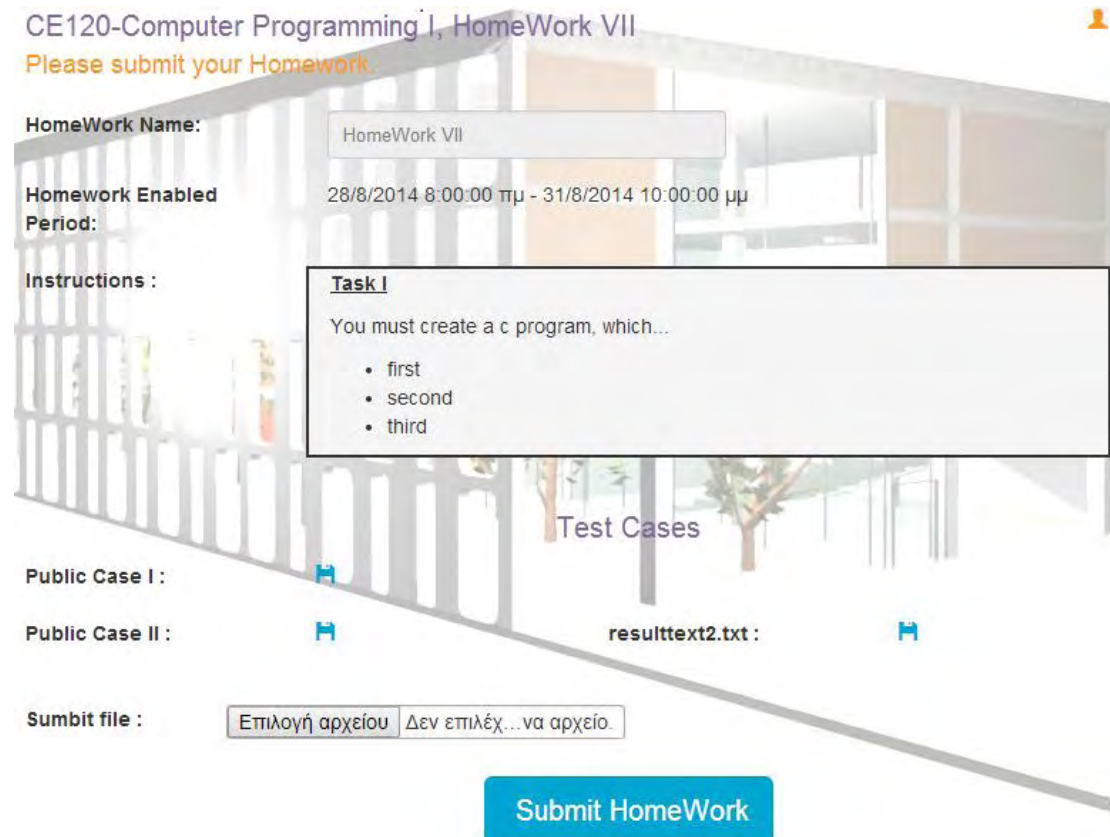 CE120-Computer Programming I, HomeWork VII
Please submit your Homework.
HomeWork Name:
HomeWork VII
Homework Enabled Period:
28/8/2014 8:00:00 πμ - 31/8/2014 10:00:00 μμ
Instructions :
Task I
You must create a c program, which...
• first
• second
• third
Test Cases
Public Case I :
Public Case II :
resulttext2.txt :
Sumbit file :
Επιλογή αρχείου Δεν επιλέχ...να αρχείο.
Submit HomeWork